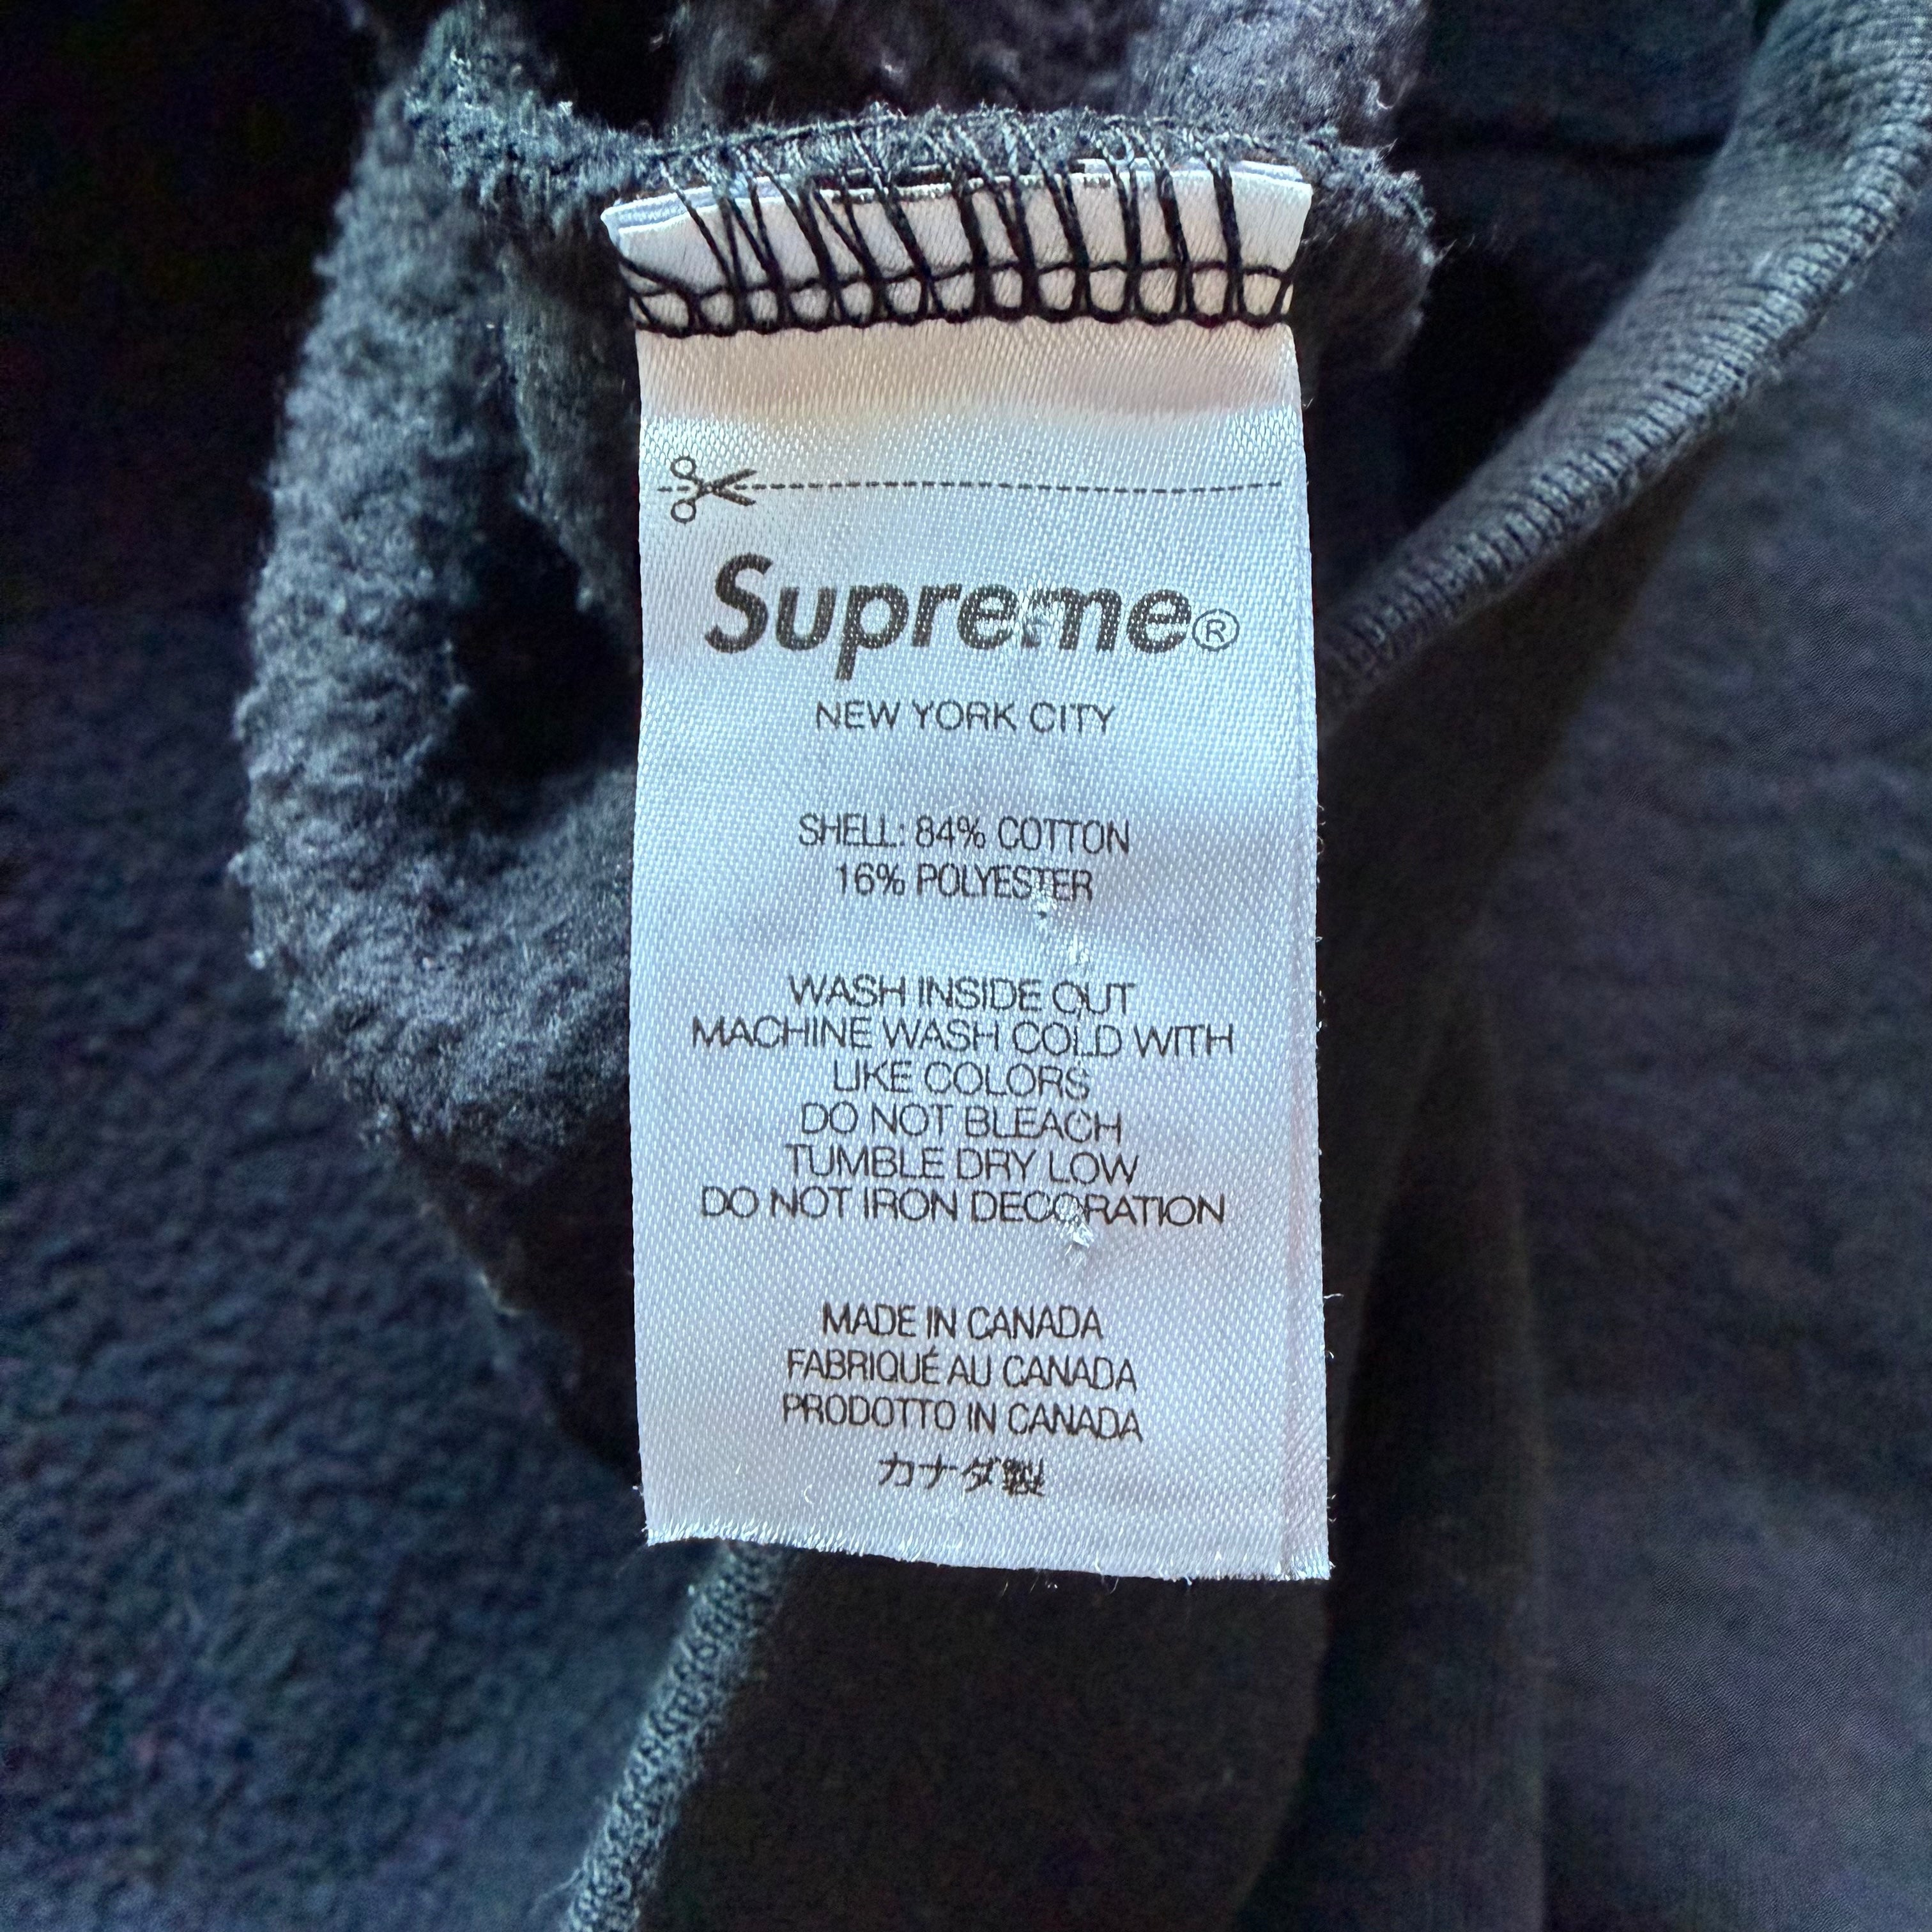 Supreme®
NEW YORK CITY
SHELL: 84% COTTON
16% POLYESTER
WASH INSIDE OUT
MACHINE WASH COLD WITH
LIKE COLORS
DO NOT BLEACH
TUMBLE DRY LOW
DO NOT IRON DECORATION
MADE IN CANADA
FABRIQUÉ AU CANADA
PRODOTTO IN CANADA
カナダ製